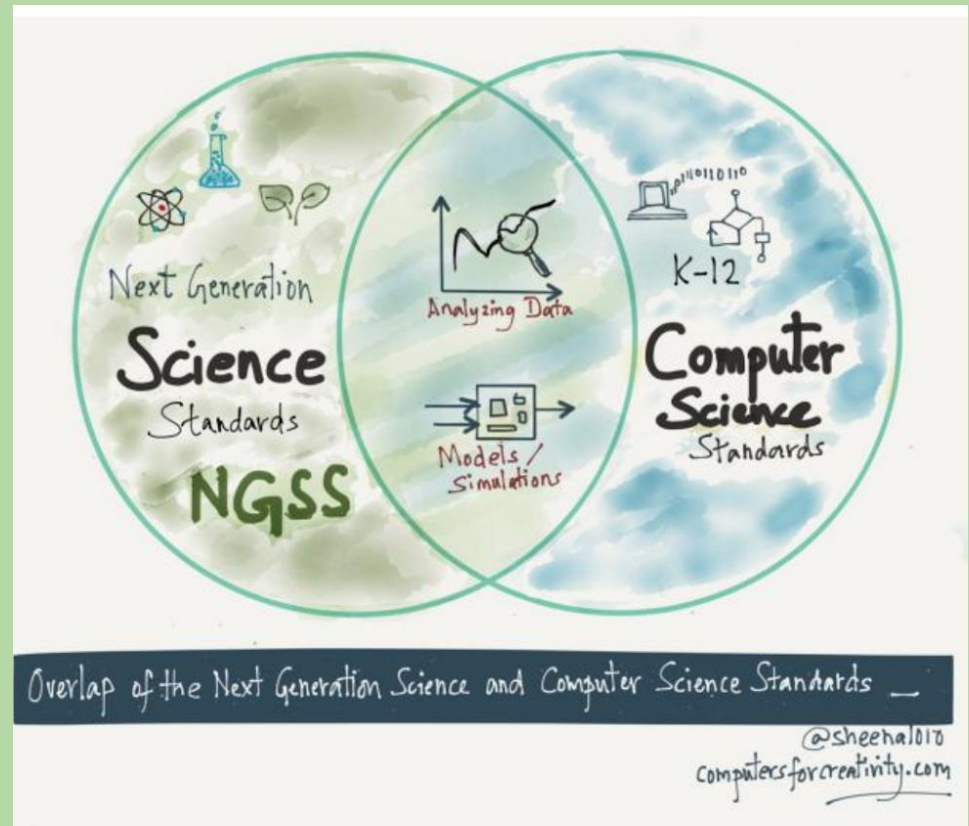 Next Generation
Science
Standards
NGSS
Analyzing Data
Models/
Simulations
K-12
Computer
Science
Standards
Overlap of the Next Generation Science and Computer Science Standards
computersforcreativity.com